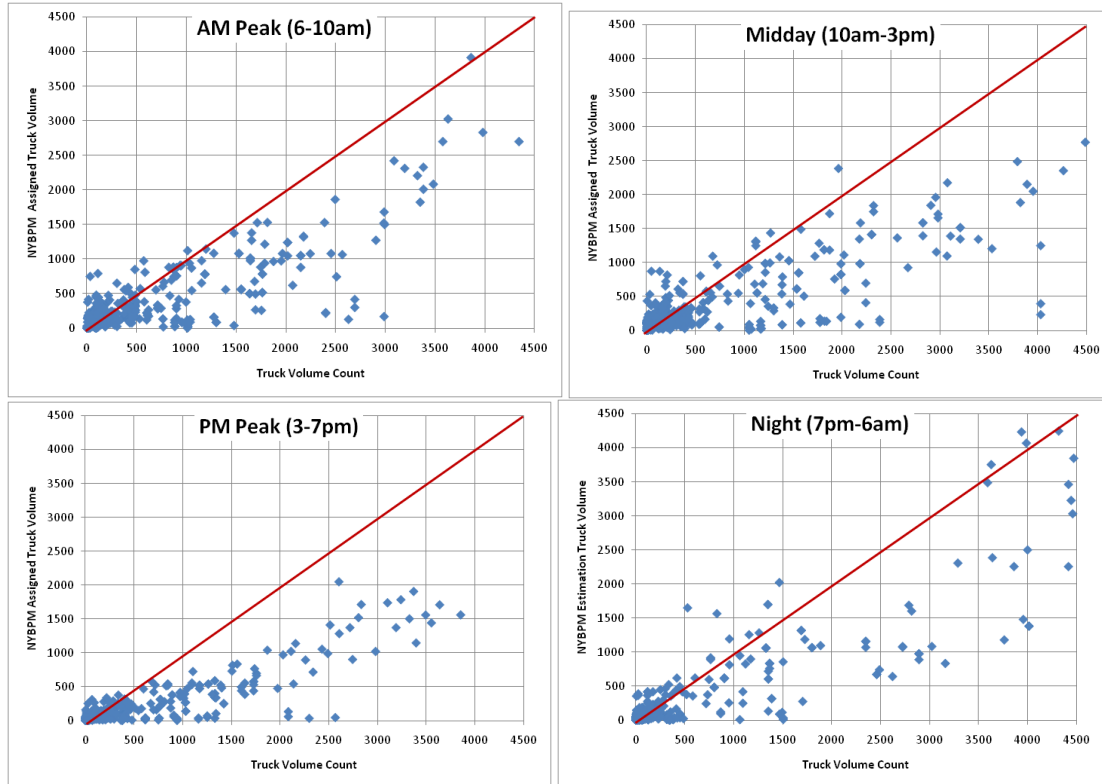 AM Peak (6-10am)
NYBPM Assigned Truck Volume
4500
4000
3500
3000
2500
2000
1500
1000
500
0
0 500 1000 1500 2000 2500 3000 3500 4000 4500
Truck Volume Count
Midday (10am-3pm)
NYBPM Assigned Truck Volume
4500
4000
3500
3000
2500
2000
1500
1000
500
0
0 500 1000 1500 2000 2500 3000 3500 4000 4500
Truck Volume Count
PM Peak (3-7pm)
NYBPM Assigned Truck Volume
4500
4000
3500
3000
2500
2000
1500
1000
500
0
0 500 1000 1500 2000 2500 3000 3500 4000 4500
Truck Volume Count
Night (7pm-6am)
NYBPM Estimation Truck Volume
4500
4000
3500
3000
2500
2000
1500
1000
500
0
0 500 1000 1500 2000 2500 3000 3500 4000 4500
Truck Volume Count